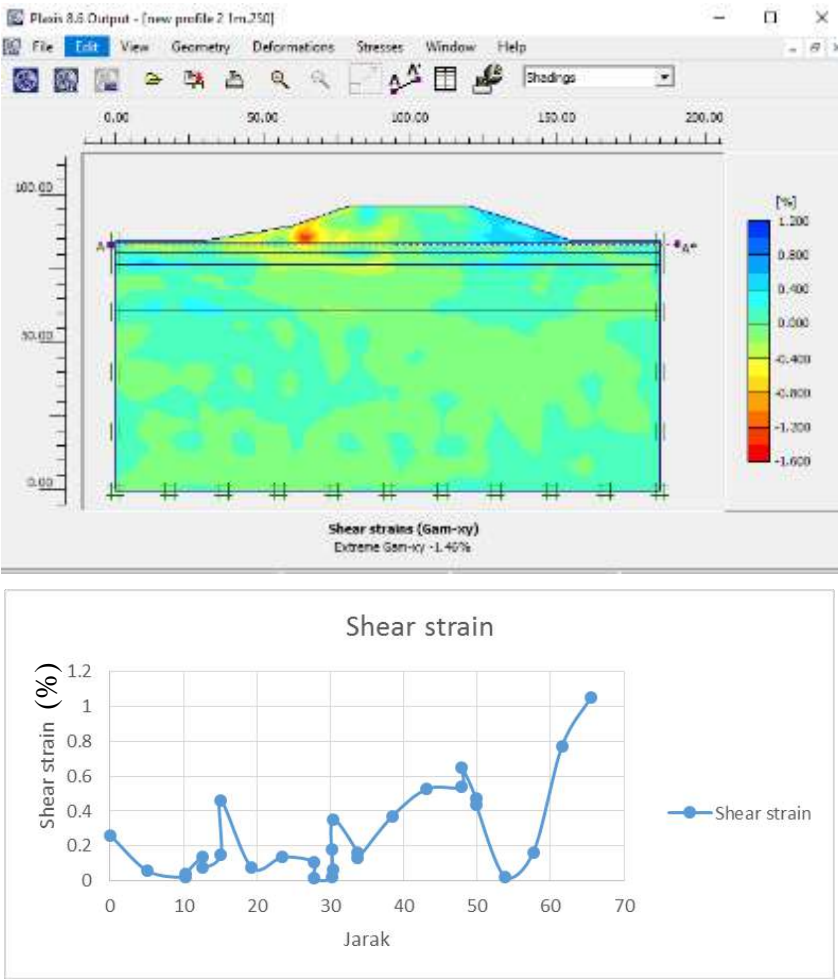 Plaxis 8.6 Output - [new profile 2 1m.250]
File Edit View Geometry Deformations Stresses Window Help
Shadings
0.00 50.00 100.00 150.00 200.00
100.00
50.00
0.00
A A*
[%]
1.200
0.800
0.400
0.000
-0.400
-0.800
-1.200
-1.600
Shear strains (Gam-xy)
Extreme Gam-xy -1.46%
Shear strain
Shear strain (%)
1.2
1
0.8
0.6
0.4
0.2
0
0 10 20 30 40 50 60 70
Jarak
Shear strain